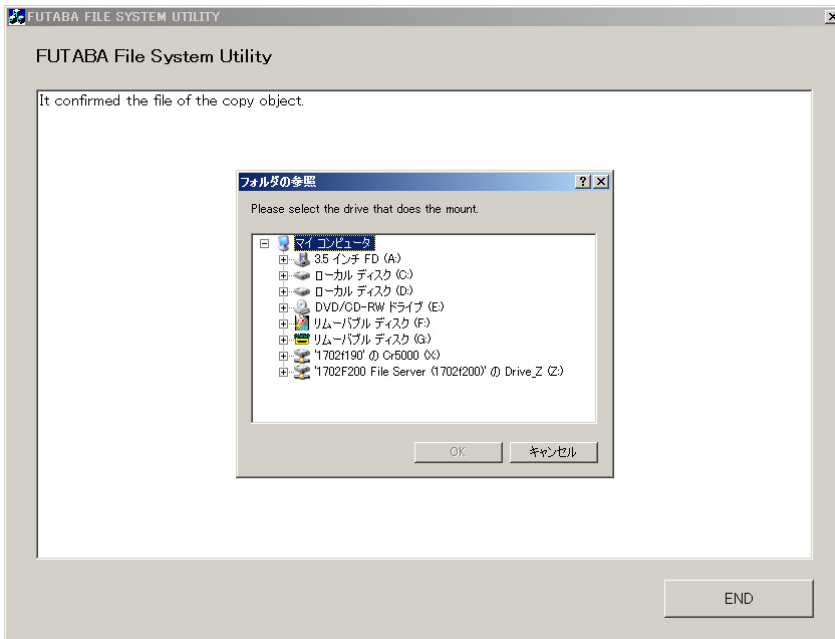 FUTABA FILE SYSTEM UTILITY
FUTABA File System Utility
It confirmed the file of the copy object.
フォルダの参照
Please select the drive that does the mount.
マイ コンピュータ
3.5 インチ FD (A:)
ローカル ディスク (C:)
ローカル ディスク (D:)
DVD/CD-RW ドライブ (E:)
リムーバブル ディスク (F:)
リムーバブル ディスク (G:)
'1702f190' の Cr5000 (X:)
'1702F200 File Server (1702f200)' の Drive_Z (Z:)
OK
キャンセル
END